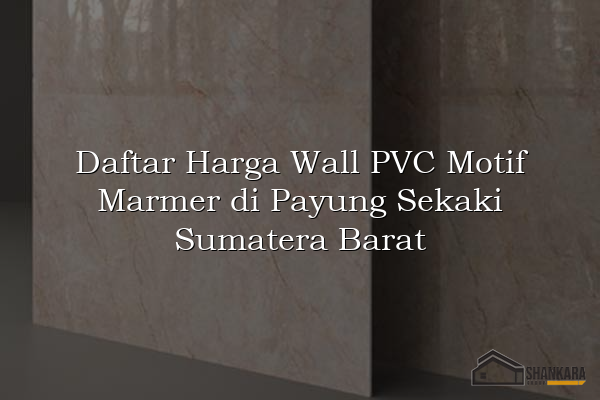 Daftar Harga Wall PVC Motif
Marmer di Payung Sekaki
Sumatera Barat
SHANKARA